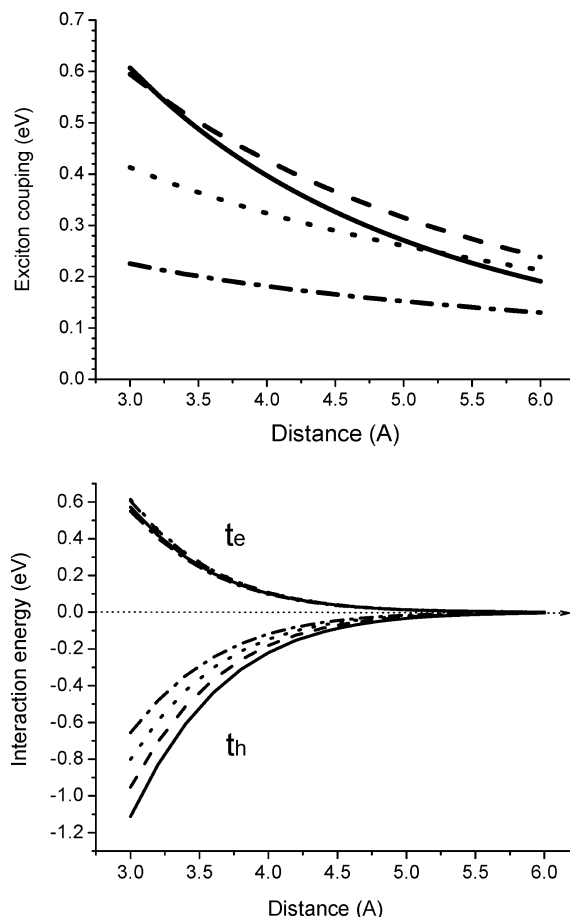 0.7
0.6
0.5
0.4
0.3
0.2
0.1
0.0
Exciton couping (eV)
3.0 3.5 4.0 4.5 5.0 5.5 6.0
Distance (A)
0.6
0.4
0.2
0.0
-0.2
-0.4
-0.6
-0.8
-1.0
-1.2
Interaction energy (eV)
te
th
3.0 3.5 4.0 4.5 5.0 5.5 6.0
Distance (A)